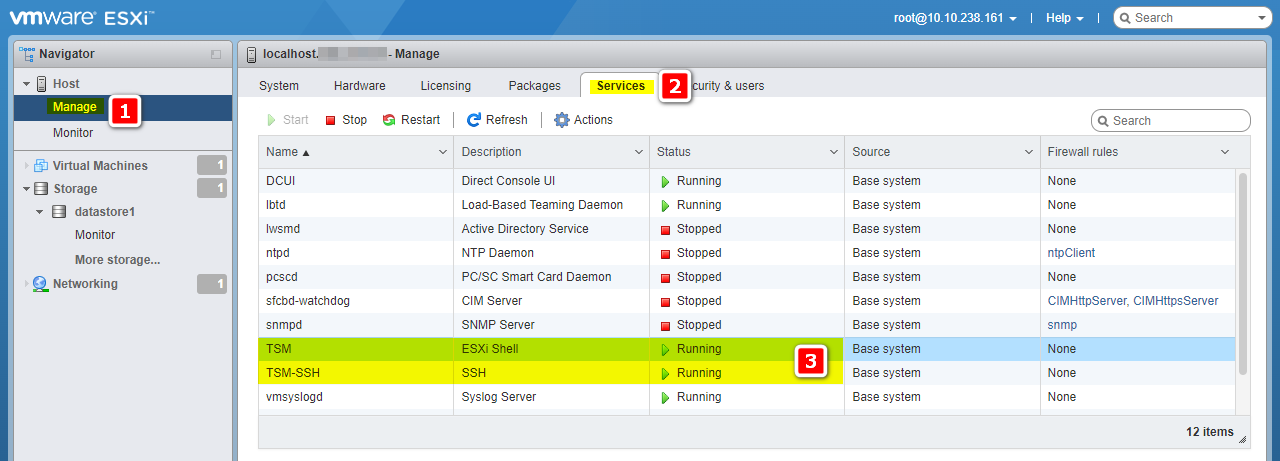 vmware ESXi
root@10.10.238.161 | Help | Search
Navigator
Host
Manage 1
Monitor
Virtual Machines 1
Storage 1
datastore1
Monitor
More storage...
Networking 1
localhost. - Manage
System Hardware Licensing Packages Services 2 curity & users
Start Stop Restart | Refresh | Actions Search
Name Description Status Source Firewall rules
DCUI Direct Console UI Running Base system None
lbtd Load-Based Teaming Daemon Running Base system None
lwsmd Active Directory Service Stopped Base system None
ntpd NTP Daemon Stopped Base system ntpClient
pcscd PC/SC Smart Card Daemon Stopped Base system None
sfcbd-watchdog CIM Server Stopped Base system CIMHttpServer, CIMHttpsServer
snmpd SNMP Server Stopped Base system snmp
TSM ESXi Shell Running 3 Base system None
TSM-SSH SSH Running Base system None
vmsyslogd Syslog Server Running Base system None
12 items